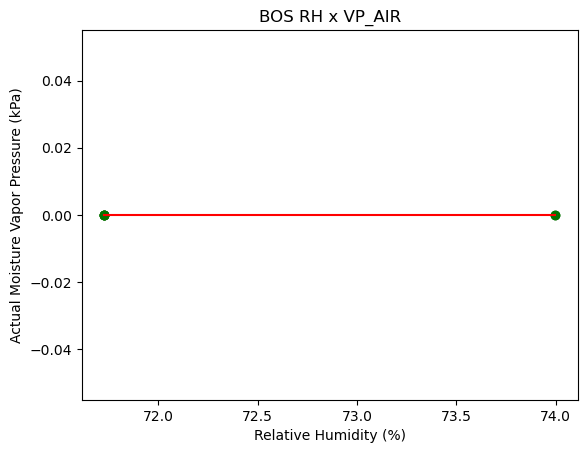 BOS RH x VP_AIR
Actual Moisture Vapor Pressure (kPa)
0.04
0.02
0.00
−0.02
−0.04
72.0 72.5 73.0 73.5 74.0
Relative Humidity (%)